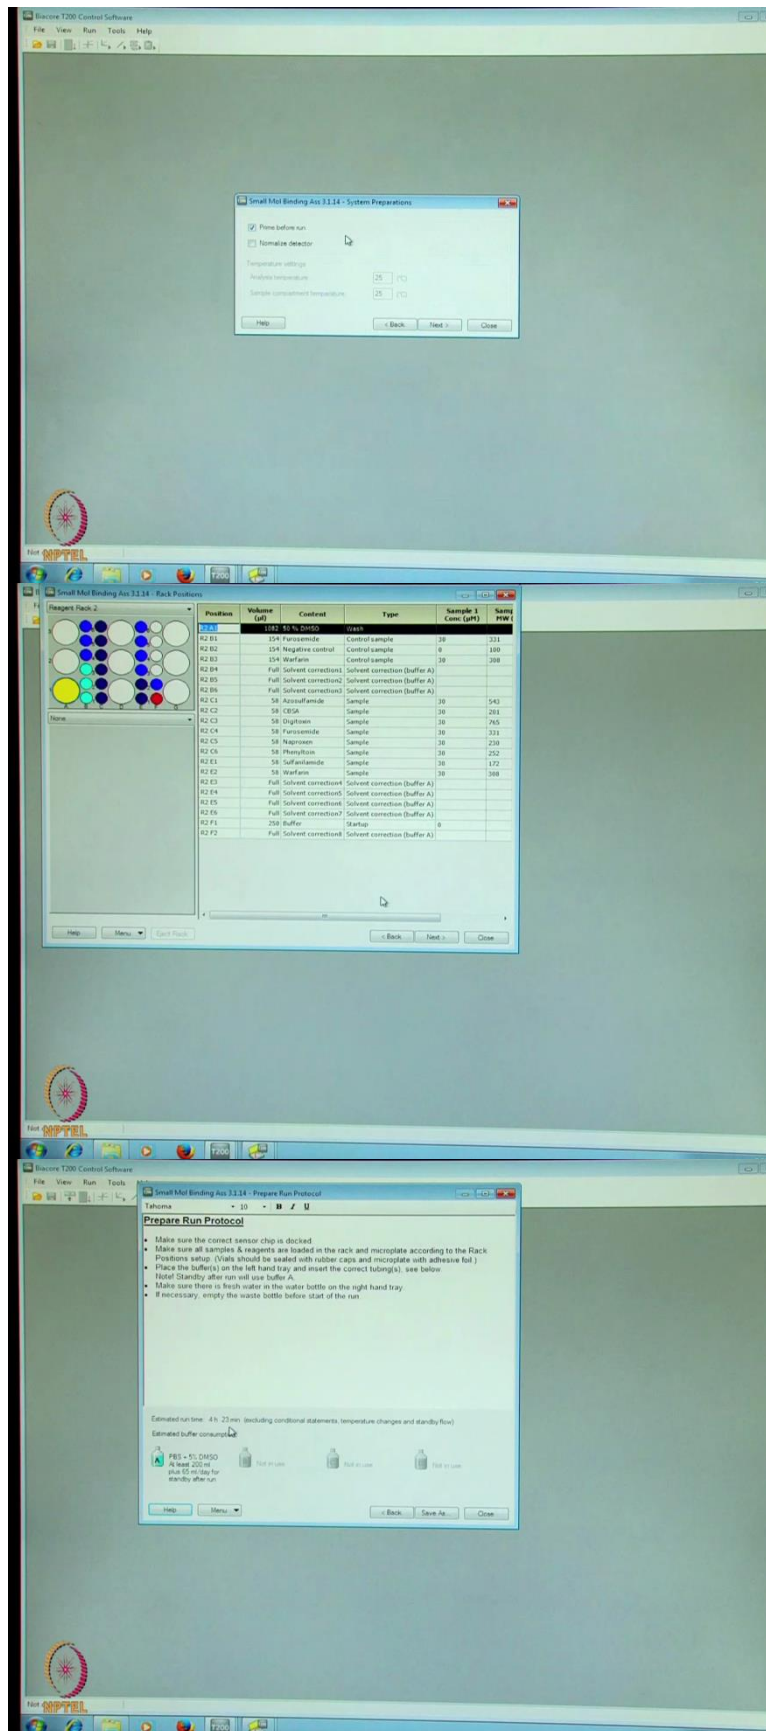 Biacore T200 Control Software
File View Run Tools Help
Small Mol Binding Ass 3.1.14 - System Preparations
Prime before run
Normalize detector
Temperature settings
Analysis temperature 25 (°C)
Sample compartment temperature 25 (°C)
Help < Back Next > Close
NPTEL
T200
Small Mol Binding Ass 3.1.14 - Rack Positions
Reagent Rack 2
None
Position Volume (µl) Content Type Sample 1 Conc (µM)
1082 50 % DMSO Wash
R2 B1 154 Furosemide Control sample 30 331
R2 B2 154 Negative control Control sample 0 180
R2 B3 154 Warfarin Control sample 30 308
R2 B4 Full Solvent correction1 Solvent correction (buffer A)
R2 B5 Full Solvent correction2 Solvent correction (buffer A)
R2 B6 Full Solvent correction3 Solvent correction (buffer A)
R2 C1 58 Azosulfamide Sample 30 543
R2 C2 58 CBSA Sample 30 201
R2 C3 58 Digitoxin Sample 30 765
R2 C4 58 Furosemide Sample 30 331
R2 C5 58 Naproxen Sample 30 230
R2 C6 58 Phenytoin Sample 30 252
R2 E1 58 Sulfanilamide Sample 30 172
R2 E2 58 Warfarin Sample 30 308
R2 E3 Full Solvent correction4 Solvent correction (buffer A)
R2 E4 Full Solvent correction5 Solvent correction (buffer A)
R2 E5 Full Solvent correction6 Solvent correction (buffer A)
R2 E6 Full Solvent correction7 Solvent correction (buffer A)
R2 F1 250 Buffer Startup 0
R2 F2 Full Solvent correction8 Solvent correction (buffer A)
Help Menu Eject Rack < Back Next > Close
NPTEL
T200
Biacore T200 Control Software
File View Run Tools
Small Mol Binding Ass 3.1.14 - Prepare Run Protocol
Tahoma 10 B I U
Prepare Run Protocol
Make sure the correct sensor chip is docked
Make sure all samples & reagents are loaded in the rack and microplate according to the Rack
Positions setup. (Vials should be sealed with rubber caps and microplate with adhesive foil.)
Place the buffer(s) on the left hand tray and insert the correct tubing(s), see below.
Note! Standby after run will use buffer A.
Make sure there is fresh water in the water bottle on the right hand tray
If necessary, empty the waste bottle before start of the run
Estimated run time: 4 h 23 min (excluding conditional statements, temperature changes and standby flow)
Estimated buffer
A PBS + 5% DMSO
At least 200 ml
plus 65 ml/day for
standby after run
Not in use Not in use Not in use
Help Menu < Back Save As... Close
NPTEL
T200